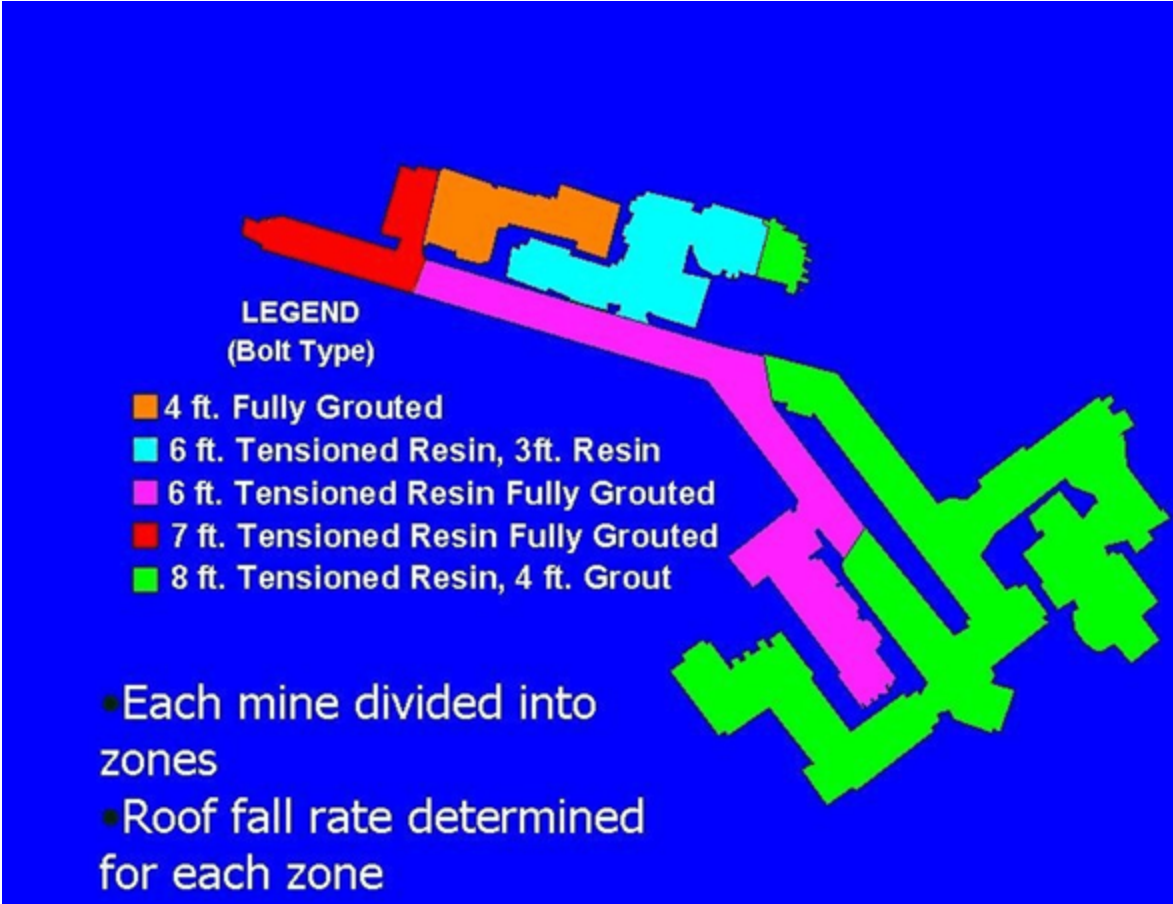 LEGEND
(Bolt Type)
4 ft. Fully Grouted
6 ft. Tensioned Resin, 3ft. Resin
6 ft. Tensioned Resin Fully Grouted
7 ft. Tensioned Resin Fully Grouted
8 ft. Tensioned Resin, 4 ft. Grout
•Each mine divided into
zones
•Roof fall rate determined
for each zone